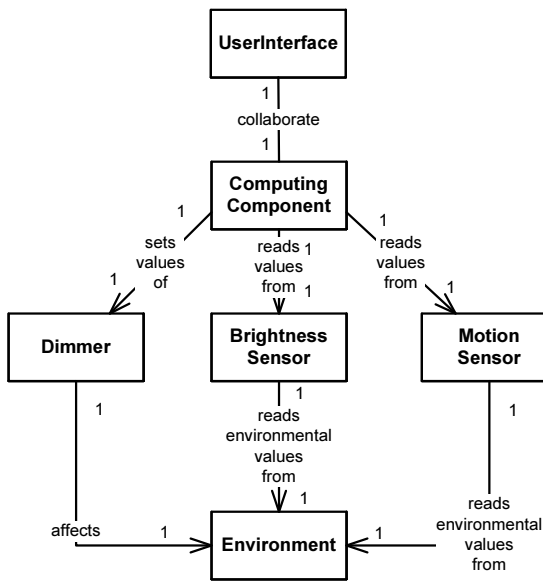 UserInterface
1
collaborate
1
Computing
Component
1
sets
values
of
1
1
reads
values
from
1
1
reads
values
from
1
Dimmer
Brightness
Sensor
Motion
Sensor
1
1
1
reads
environmental
values
from
1
affects
1
Environment
1
reads
environmental
values
from